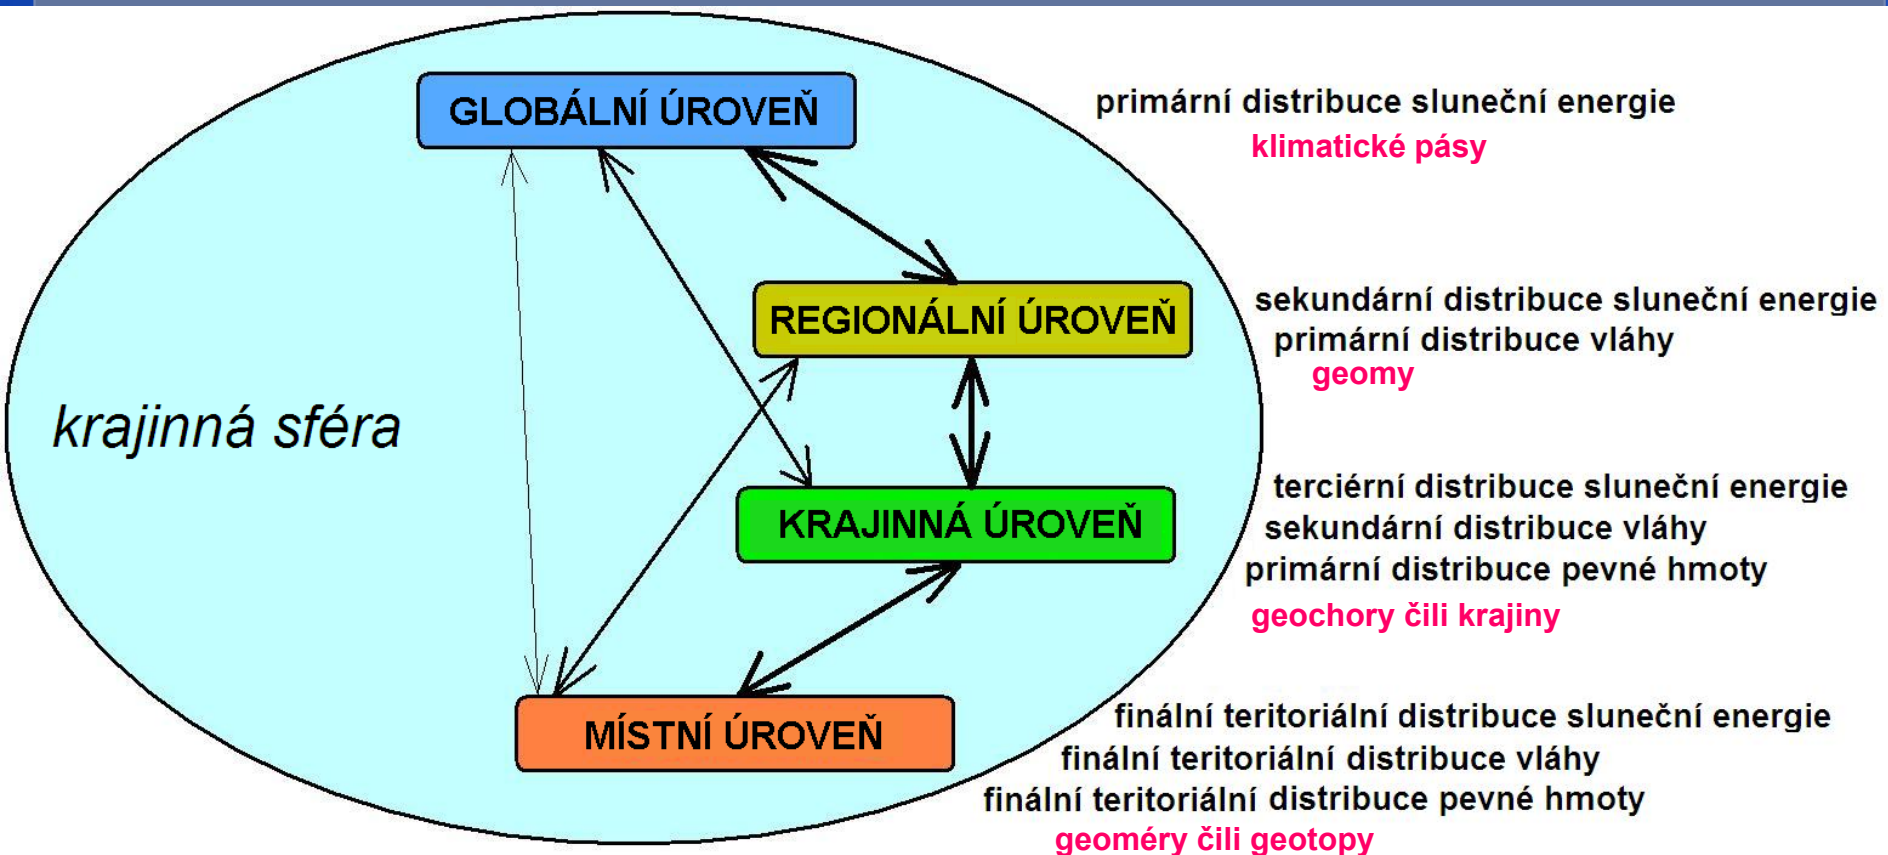 GLOBÁLNÍ ÚROVEŇ
primární distribuce sluneční energie
klimatické pásy
REGIONÁLNÍ ÚROVEŇ
sekundární distribuce sluneční energie
primární distribuce vláhy
geomy
krajinná sféra
KRAJINNÁ ÚROVEŇ
terciérní distribuce sluneční energie
sekundární distribuce vláhy
primární distribuce pevné hmoty
geochory čili krajiny
MÍSTNÍ ÚROVEŇ
finální teritoriální distribuce sluneční energie
finální teritoriální distribuce vláhy
finální teritoriální distribuce pevné hmoty
geoméry čili geotopy